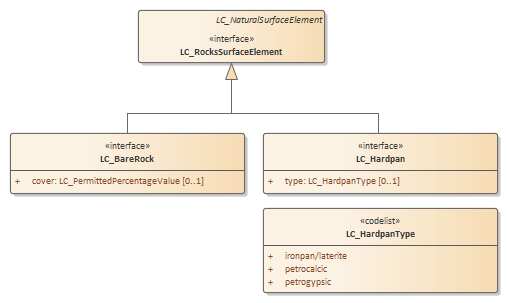 LC_NaturalSurfaceElement
«interface»
LC_RocksSurfaceElement
«interface»
LC_BareRock
+ cover: LC_PermittedPercentageValue [0..1]
«interface»
LC_Hardpan
+ type: LC_HardpanType [0..1]
«codelist»
LC_HardpanType
+ ironpan/laterite
+ petrocalcic
+ petrogypsic